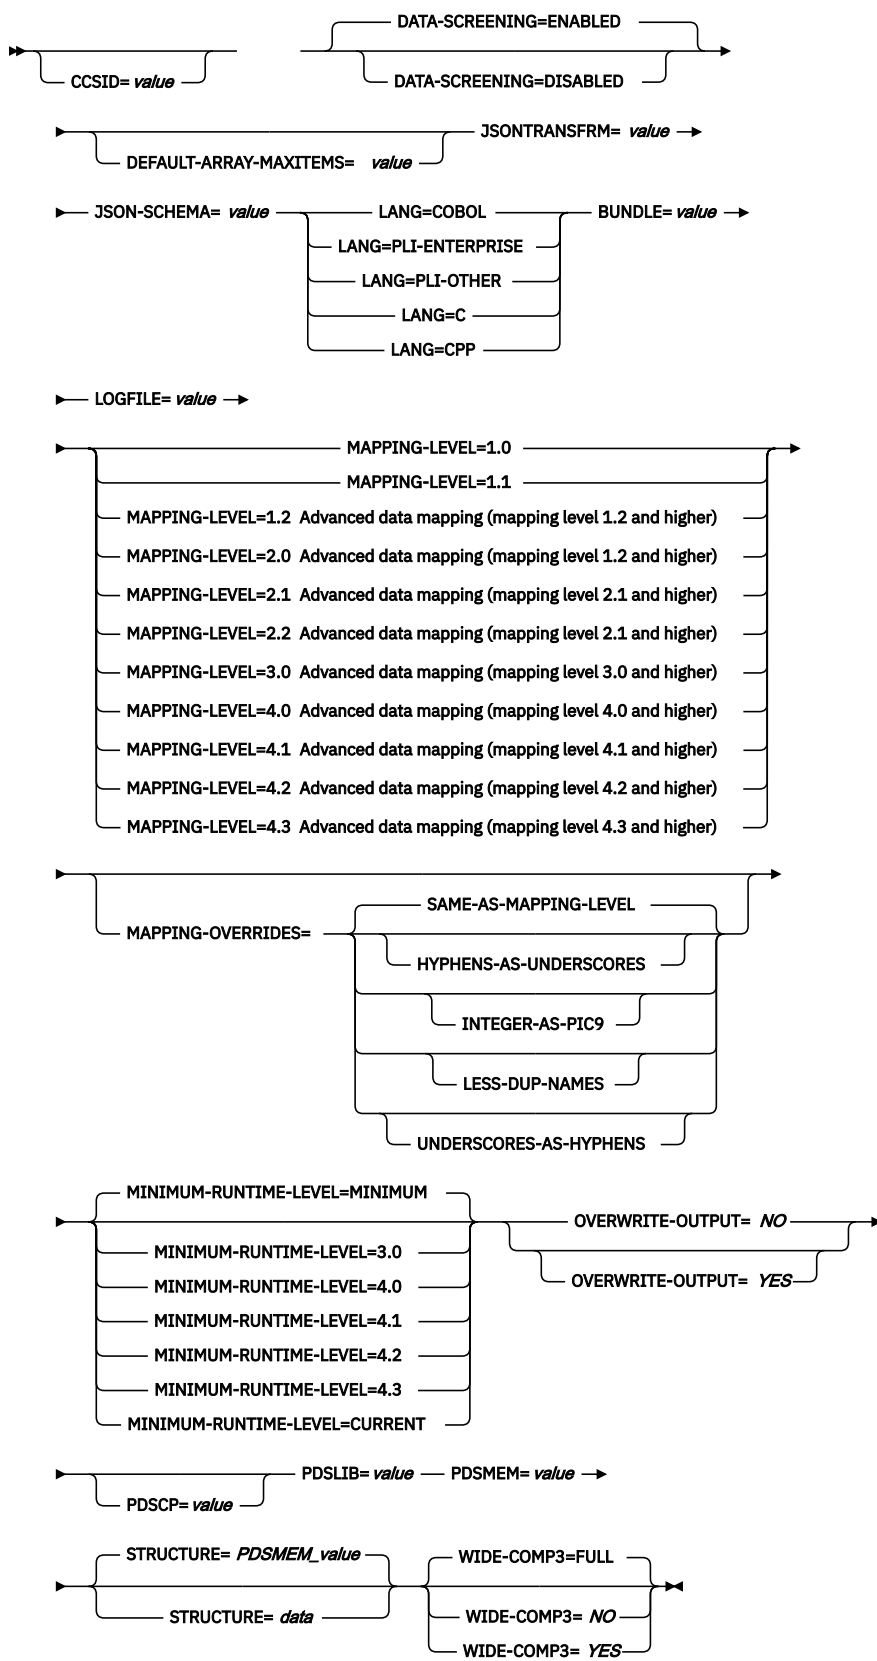 DATA-SCREENING=ENABLED
CCSID= value
DATA-SCREENING=DISABLED
JSONTRANSFRM= value
DEFAULT-ARRAY-MAXITEMS= value
JSON-SCHEMA= value
LANG=COBOL
BUNDLE= value
LANG=PLI-ENTERPRISE
LANG=PLI-OTHER
LANG=C
LANG=CPP
LOGFILE= value
MAPPING-LEVEL=1.0
MAPPING-LEVEL=1.1
MAPPING-LEVEL=1.2 Advanced data mapping (mapping level 1.2 and higher)
MAPPING-LEVEL=2.0 Advanced data mapping (mapping level 1.2 and higher)
MAPPING-LEVEL=2.1 Advanced data mapping (mapping level 2.1 and higher)
MAPPING-LEVEL=2.2 Advanced data mapping (mapping level 2.1 and higher)
MAPPING-LEVEL=3.0 Advanced data mapping (mapping level 3.0 and higher)
MAPPING-LEVEL=4.0 Advanced data mapping (mapping level 4.0 and higher)
MAPPING-LEVEL=4.1 Advanced data mapping (mapping level 4.1 and higher)
MAPPING-LEVEL=4.2 Advanced data mapping (mapping level 4.2 and higher)
MAPPING-LEVEL=4.3 Advanced data mapping (mapping level 4.3 and higher)
MAPPING-OVERRIDES=
SAME-AS-MAPPING-LEVEL
HYPHENS-AS-UNDERSCORES
INTEGER-AS-PIC9
LESS-DUP-NAMES
UNDERSCORES-AS-HYPHENS
MINIMUM-RUNTIME-LEVEL=MINIMUM
MINIMUM-RUNTIME-LEVEL=3.0
MINIMUM-RUNTIME-LEVEL=4.0
MINIMUM-RUNTIME-LEVEL=4.1
MINIMUM-RUNTIME-LEVEL=4.2
MINIMUM-RUNTIME-LEVEL=4.3
MINIMUM-RUNTIME-LEVEL=CURRENT
OVERWRITE-OUTPUT= NO
OVERWRITE-OUTPUT= YES
PDSCP= value
PDSLIB= value
PDSMEM= value
STRUCTURE= PDSMEM_value
STRUCTURE= data
WIDE-COMP3=FULL
WIDE-COMP3= NO
WIDE-COMP3= YES